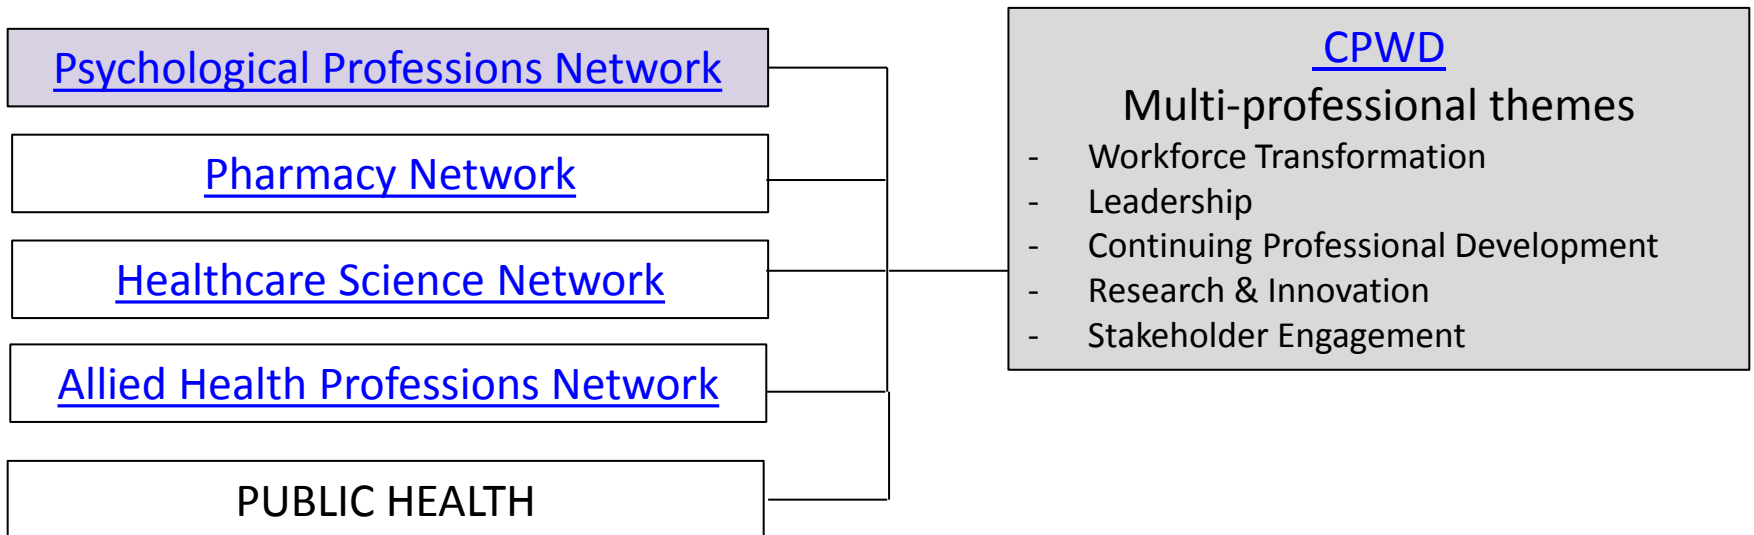 Psychological Professions Network
Pharmacy Network
Healthcare Science Network
Allied Health Professions Network
PUBLIC HEALTH
CPWD
Multi-professional themes
- Workforce Transformation
- Leadership
- Continuing Professional Development
- Research & Innovation
- Stakeholder Engagement